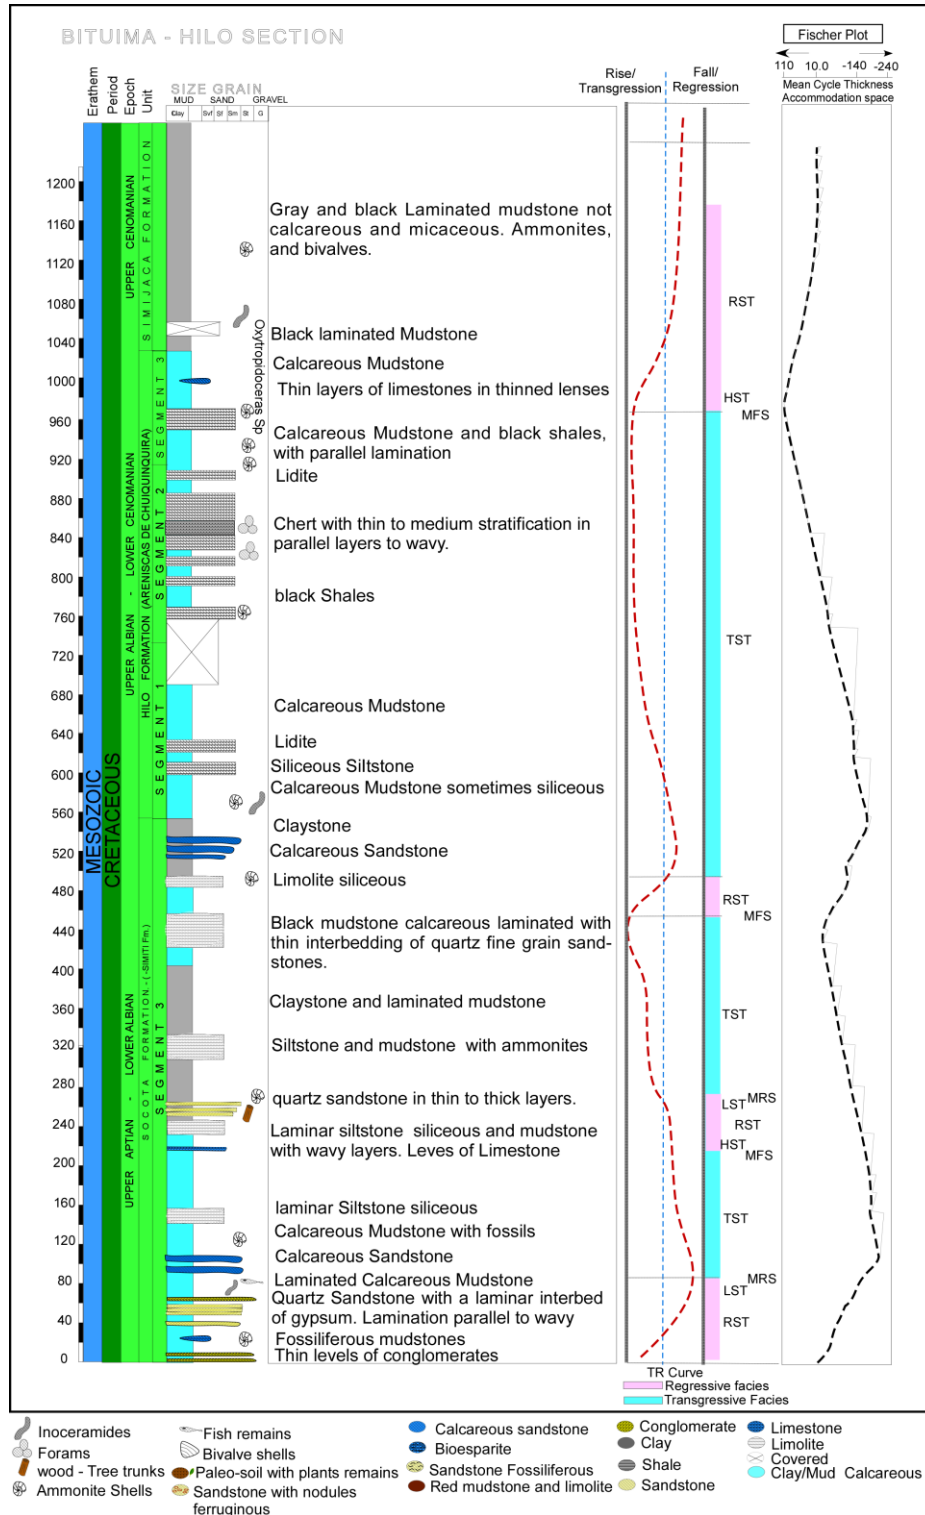 BITUIMA - HILO SECTION
Fischer Plot
110 10.0 -140 -240
Mean Cycle Thickness
Accommodation space
Rise/
Transgression
Fall/
Regression
Erathem
Period
Epoch
Unit
SIZE GRAIN
MUD SAND GRAVEL
Clay Svf Sf Sm St G
1200
1160
1120
1080
1040
1000
960
920
880
840
800
760
720
680
640
600
560
520
480
440
400
360
320
280
240
200
160
120
80
40
0
MESOZOIC
CRETACEOUS
UPPER CENOMANIAN
UPPER ALBIAN - LOWER CENOMANIAN
UPPER APTIAN - LOWER ALBIAN
SIMIJACA FORMATION
HILO FORMATION (ARENISCAS DE CHUIQUINQUIRA)
SOCOTA FORMATION - (-SIMITI Fm.)
SEGMENT 3
SEGMENT 2
SEGMENT 1
SEGMENT 3
Oxytropidoceras Sp
Gray and black Laminated mudstone not
calcareous and micaceous. Ammonites,
and bivalves.
Black laminated Mudstone
Calcareous Mudstone
Thin layers of limestones in thinned lenses
Calcareous Mudstone and black shales,
with parallel lamination
Lidite
Chert with thin to medium stratification in
parallel layers to wavy.
black Shales
Calcareous Mudstone
Lidite
Siliceous Siltstone
Calcareous Mudstone sometimes siliceous
Claystone
Calcareous Sandstone
Limolite siliceous
Black mudstone calcareous laminated with
thin interbedding of quartz fine grain sand-
stones.
Claystone and laminated mudstone
Siltstone and mudstone with ammonites
quartz sandstone in thin to thick layers.
Laminar siltstone siliceous and mudstone
with wavy layers. Leves of Limestone
laminar Siltstone siliceous
Calcareous Mudstone with fossils
Calcareous Sandstone
Laminated Calcareous Mudstone
Quartz Sandstone with a laminar interbed
of gypsum. Lamination parallel to wavy
Fossiliferous mudstones
Thin levels of conglomerates
RST
HST
MFS
TST
RST
MFS
TST
MRS
LST
RST
HST
MFS
TST
MRS
LST
RST
TR Curve
Regressive facies
Transgressive Facies
Inoceramides
Forams
wood - Tree trunks
Ammonite Shells
Fish remains
Bivalve shells
Paleo-soil with plants remains
Sandstone with nodules
ferruginous
Calcareous sandstone
Bioesparite
Sandstone Fossiliferous
Red mudstone and limolite
Conglomerate
Clay
Shale
Sandstone
Limestone
Limolite
Covered
Clay/Mud Calcareous